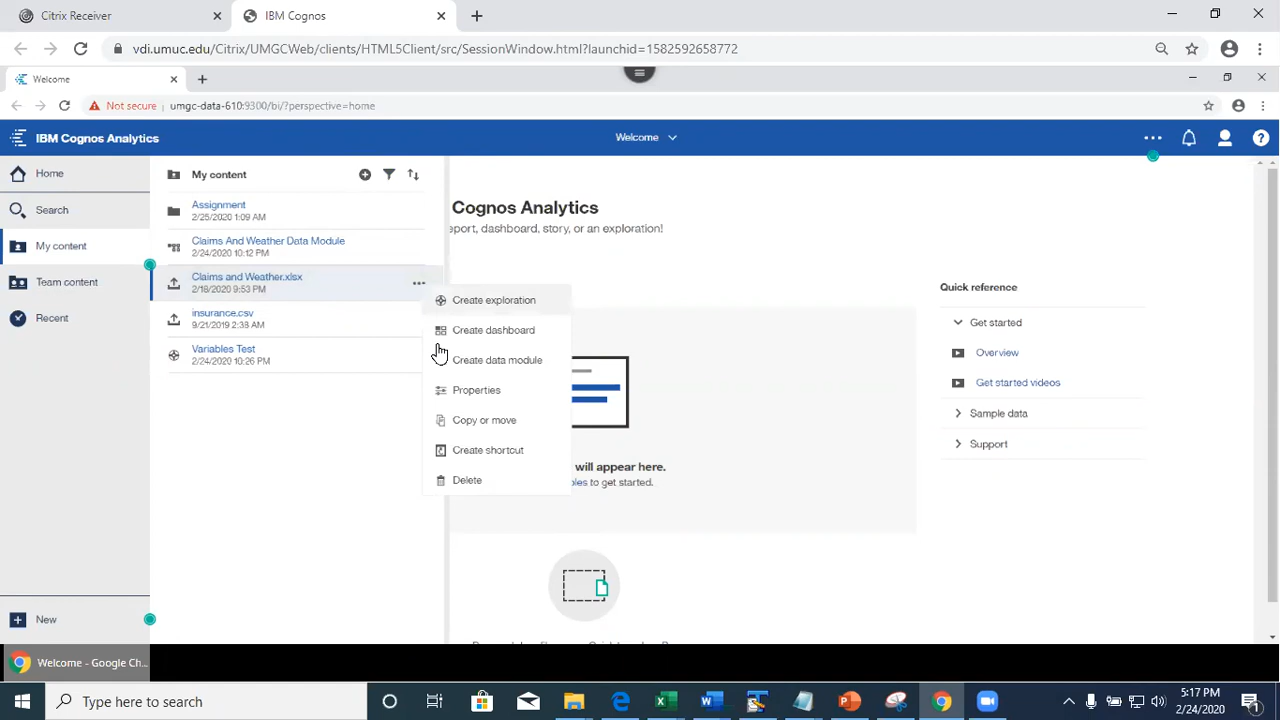 Citrix Receiver
IBM Cognos
vdi.umuc.edu/Citrix/UMGCWeb/clients/HTML5Client/src/SessionWindow.html?launchid=1582592658772
Welcome
Not secure
umgc-data-610:9300/bi/?perspective=home
IBM Cognos Analytics
Welcome
Home
Search
My content
Team content
Recent
New
My content
Assignment
2/25/2020 1:09 AM
Claims And Weather Data Module
2/24/2020 10:12 PM
Claims and Weather.xlsx
2/18/2020 9:53 PM
insurance.csv
9/21/2019 2:38 AM
Variables Test
2/24/2020 10:26 PM
Create exploration
Create dashboard
Create data module
Properties
Copy or move
Create shortcut
Delete
Cognos Analytics
eport, dashboard, story, or an exploration!
will appear here.
to get started.
Quick reference
Get started
Overview
Get started videos
Sample data
Support
Welcome - Google Ch...
Type here to search
5:17 PM
2/24/2020